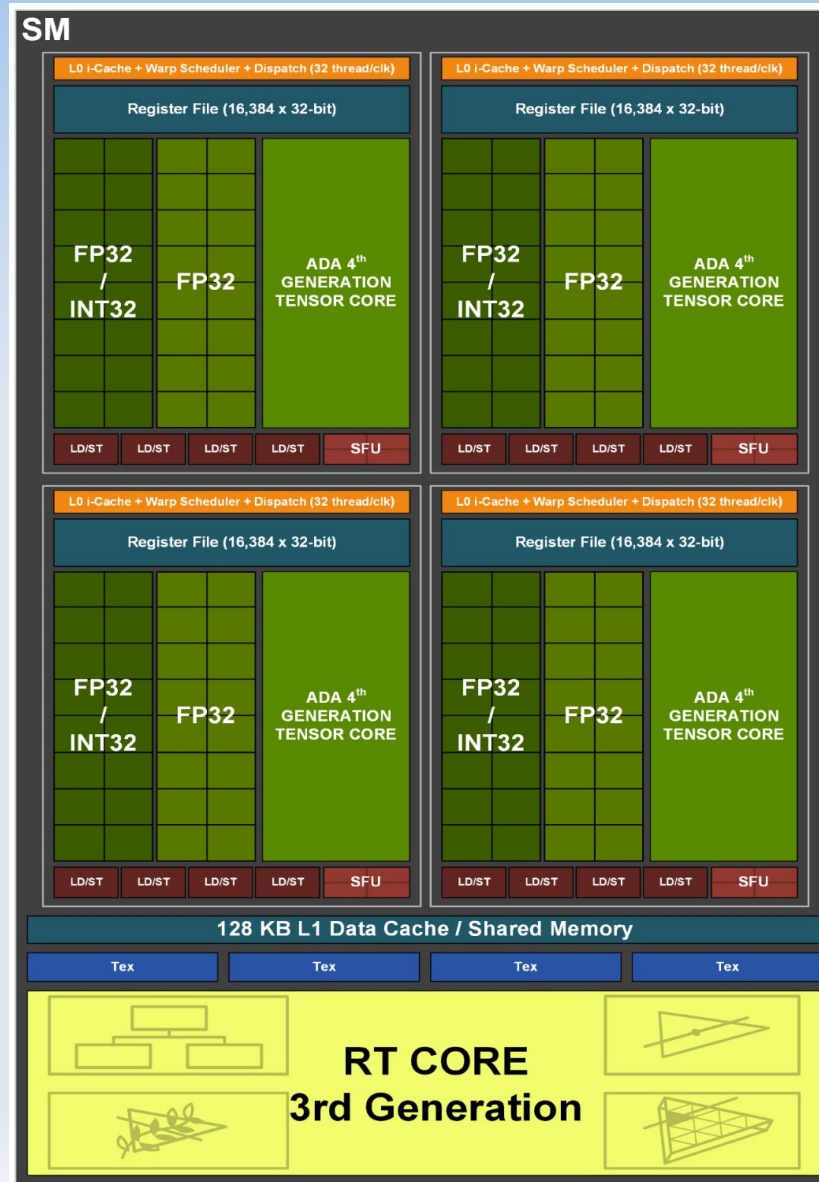 SM
L0 i-Cache + Warp Scheduler + Dispatch (32 thread/clk)
Register File (16,384 x 32-bit)
FP32
/
INT32
FP32
ADA 4th
GENERATION
TENSOR CORE
LD/ST LD/ST LD/ST LD/ST SFU
L0 i-Cache + Warp Scheduler + Dispatch (32 thread/clk)
Register File (16,384 x 32-bit)
FP32
/
INT32
FP32
ADA 4th
GENERATION
TENSOR CORE
LD/ST LD/ST LD/ST LD/ST SFU
L0 i-Cache + Warp Scheduler + Dispatch (32 thread/clk)
Register File (16,384 x 32-bit)
FP32
/
INT32
FP32
ADA 4th
GENERATION
TENSOR CORE
LD/ST LD/ST LD/ST LD/ST SFU
L0 i-Cache + Warp Scheduler + Dispatch (32 thread/clk)
Register File (16,384 x 32-bit)
FP32
/
INT32
FP32
ADA 4th
GENERATION
TENSOR CORE
LD/ST LD/ST LD/ST LD/ST SFU
128 KB L1 Data Cache / Shared Memory
Tex Tex Tex Tex
RT CORE
3rd Generation